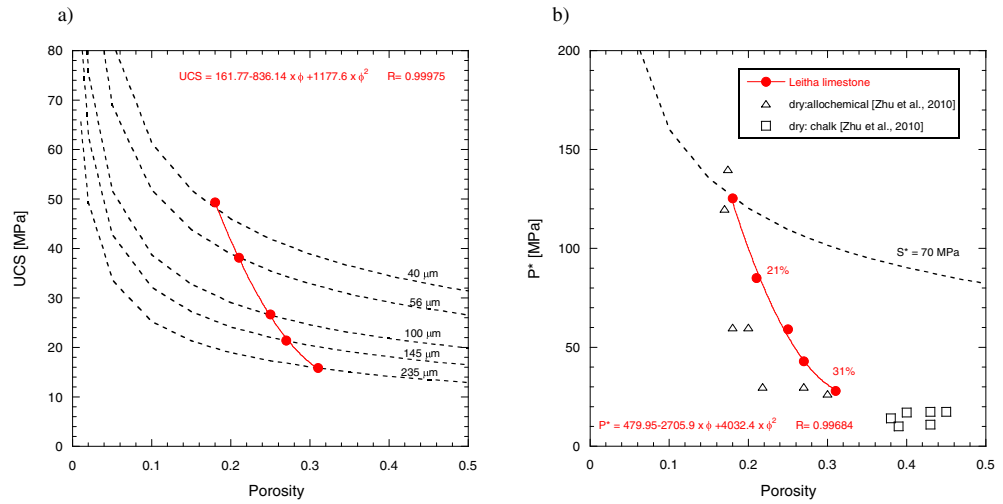 a)
80
70
60
50
40
30
20
10
0
UCS [MPa]
UCS = 161.77-836.14 x ϕ +1177.6 x ϕ² R= 0.99975
40 µm
56 µm
100 µm
145 µm
235 µm
0 0.1 0.2 0.3 0.4 0.5
Porosity
b)
200
150
100
50
0
P* [MPa]
Leitha limestone
dry:allochemical [Zhu et al., 2010]
dry: chalk [Zhu et al., 2010]
S* = 70 MPa
21%
31%
P* = 479.95-2705.9 x ϕ +4032.4 x ϕ² R= 0.99684
0 0.1 0.2 0.3 0.4 0.5
Porosity